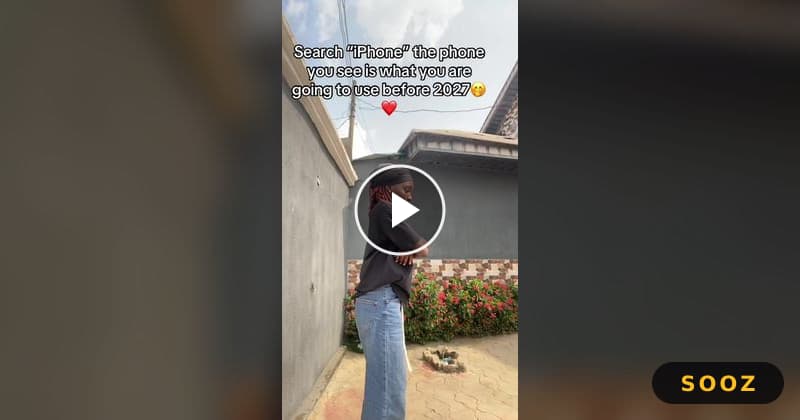 Search “iPhone” the phone
you see is what you are
going to use before 2027🤭
❤️
SOOZ